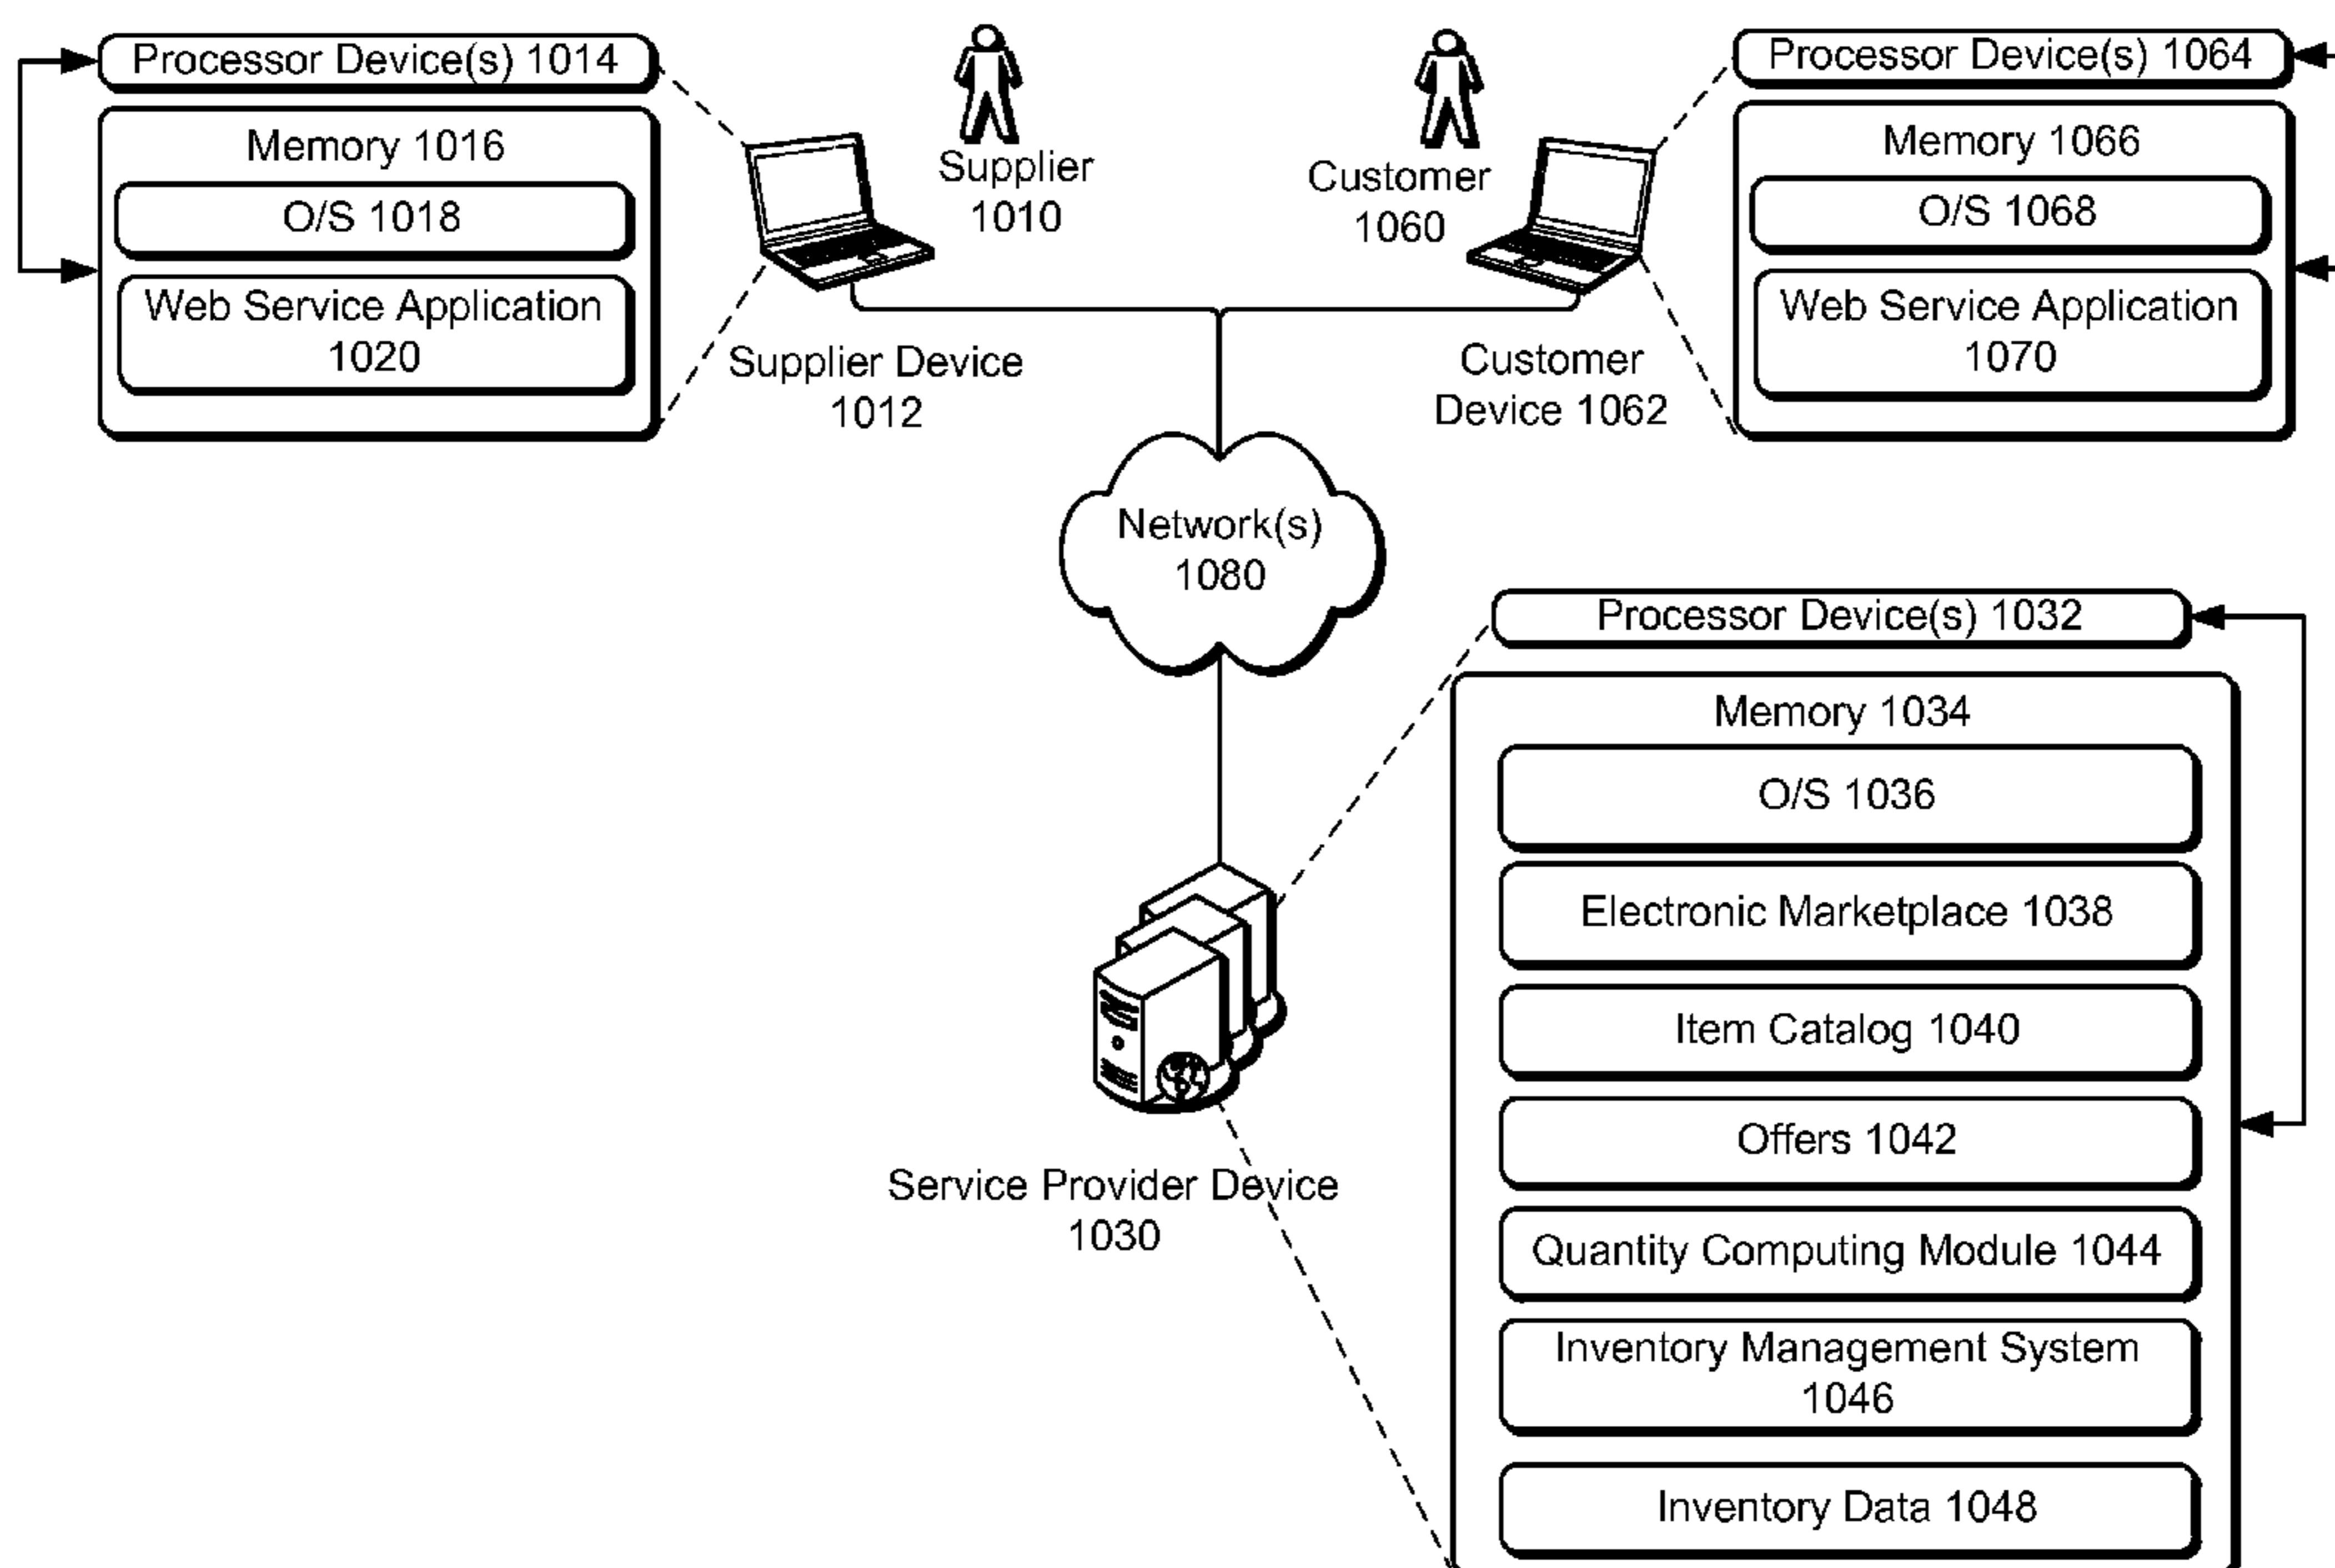 Processor Device(s) 1014
Memory 1016
O/S 1018
Web Service Application
1020
Supplier
1010
Supplier Device
1012
Customer
1060
Customer
Device 1062
Processor Device(s) 1064
Memory 1066
O/S 1068
Web Service Application
1070
Network(s)
1080
Service Provider Device
1030
Processor Device(s) 1032
Memory 1034
O/S 1036
Electronic Marketplace 1038
Item Catalog 1040
Offers 1042
Quantity Computing Module 1044
Inventory Management System
1046
Inventory Data 1048